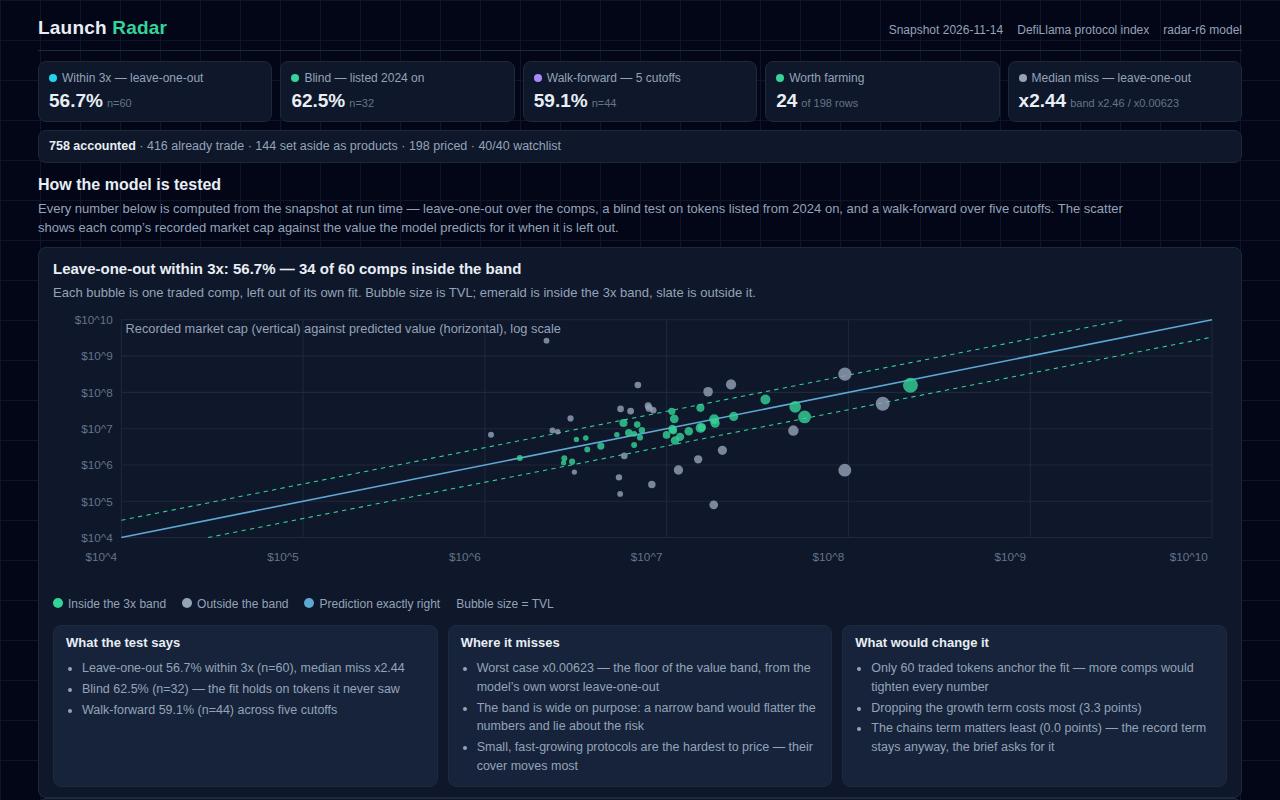 Launch Radar
Snapshot 2026-11-14 DefiLlama protocol index radar-r6 model
Within 3x — leave-one-out
56.7% n=60
Blind — listed 2024 on
62.5% n=32
Walk-forward — 5 cutoffs
59.1% n=44
Worth farming
24 of 198 rows
Median miss — leave-one-out
x2.44 band x2.46 / x0.00623
758 accounted · 416 already trade · 144 set aside as products · 198 priced · 40/40 watchlist
How the model is tested
Every number below is computed from the snapshot at run time — leave-one-out over the comps, a blind test on tokens listed from 2024 on, and a walk-forward over five cutoffs. The scatter
shows each comp's recorded market cap against the value the model predicts for it when it is left out.
Leave-one-out within 3x: 56.7% — 34 of 60 comps inside the band
Each bubble is one traded comp, left out of its own fit. Bubble size is TVL; emerald is inside the 3x band, slate is outside it.
Recorded market cap (vertical) against predicted value (horizontal), log scale
$10^10
$10^9
$10^8
$10^7
$10^6
$10^5
$10^4
$10^4 $10^5 $10^6 $10^7 $10^8 $10^9 $10^10
Inside the 3x band Outside the band Prediction exactly right Bubble size = TVL
What the test says
• Leave-one-out 56.7% within 3x (n=60), median miss x2.44
• Blind 62.5% (n=32) — the fit holds on tokens it never saw
• Walk-forward 59.1% (n=44) across five cutoffs
Where it misses
• Worst case x0.00623 — the floor of the value band, from the
model's own worst leave-one-out
• The band is wide on purpose: a narrow band would flatter the
numbers and lie about the risk
• Small, fast-growing protocols are the hardest to price — their
cover moves most
What would change it
• Only 60 traded tokens anchor the fit — more comps would
tighten every number
• Dropping the growth term costs most (3.3 points)
• The chains term matters least (0.0 points) — the record term
stays anyway, the brief asks for it